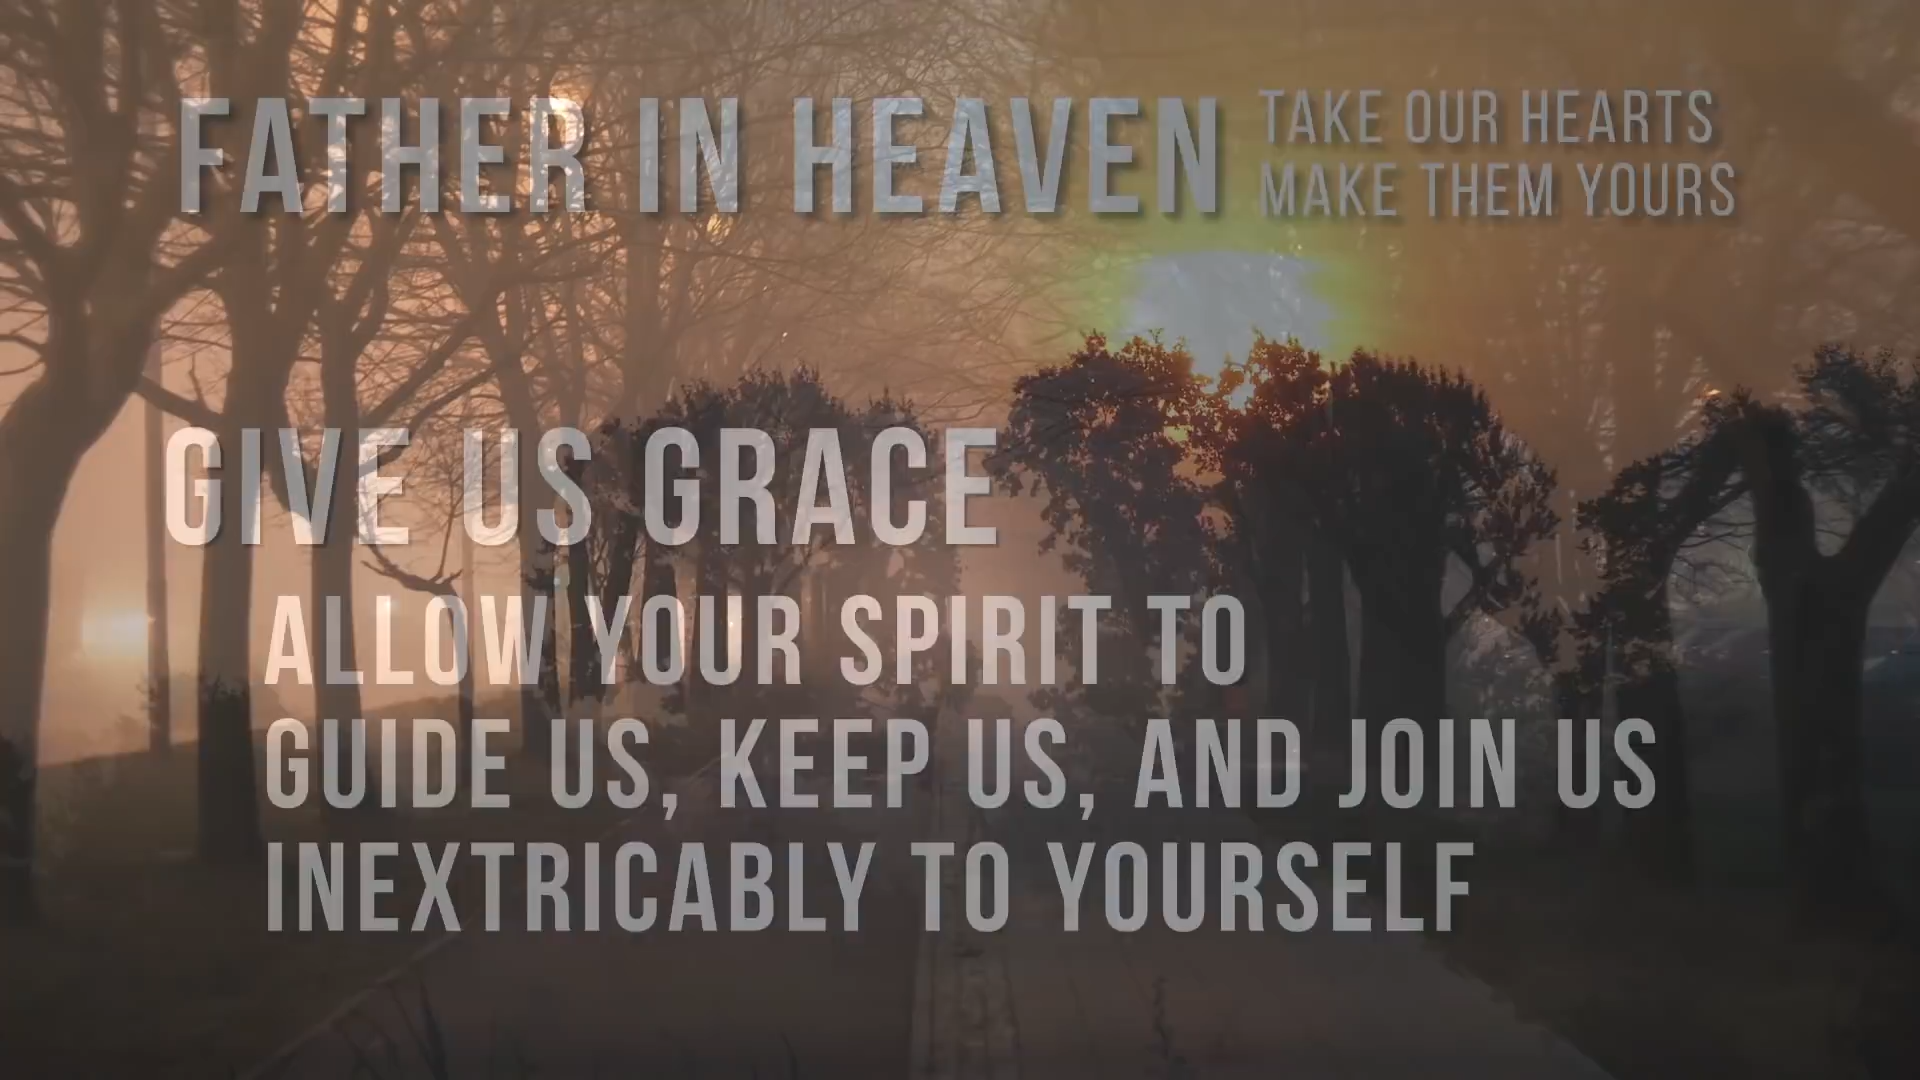 FATHER IN HEAVEN
TAKE OUR HEARTS
MAKE THEM YOURS
GIVE US GRACE
ALLOW YOUR SPIRIT TO
GUIDE US, KEEP US, AND JOIN US
INEXTRICABLY TO YOURSELF